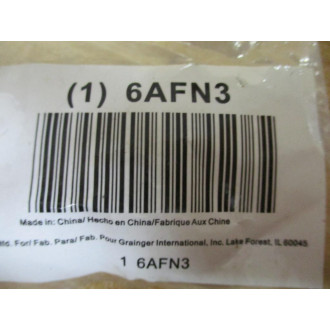 (1) 6AFN3
Made in: China/ Hecho en China/Fabrique Aux Chine
fd. For/ Fab. Para/ Fab. Pour Grainger International, Inc. Lake Forest, IL 60045
1 6AFN3